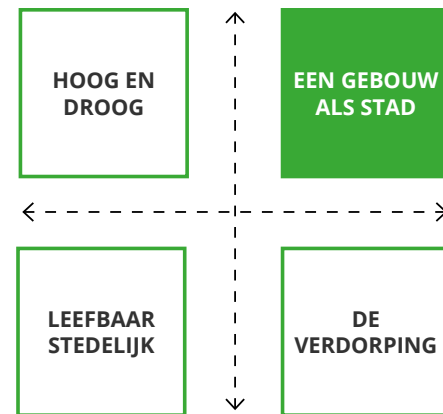 HOOG EN
DROOG
EEN GEBOUW
ALS STAD
LEEFBAAR
STEDELIJK
DE
VERDORPING